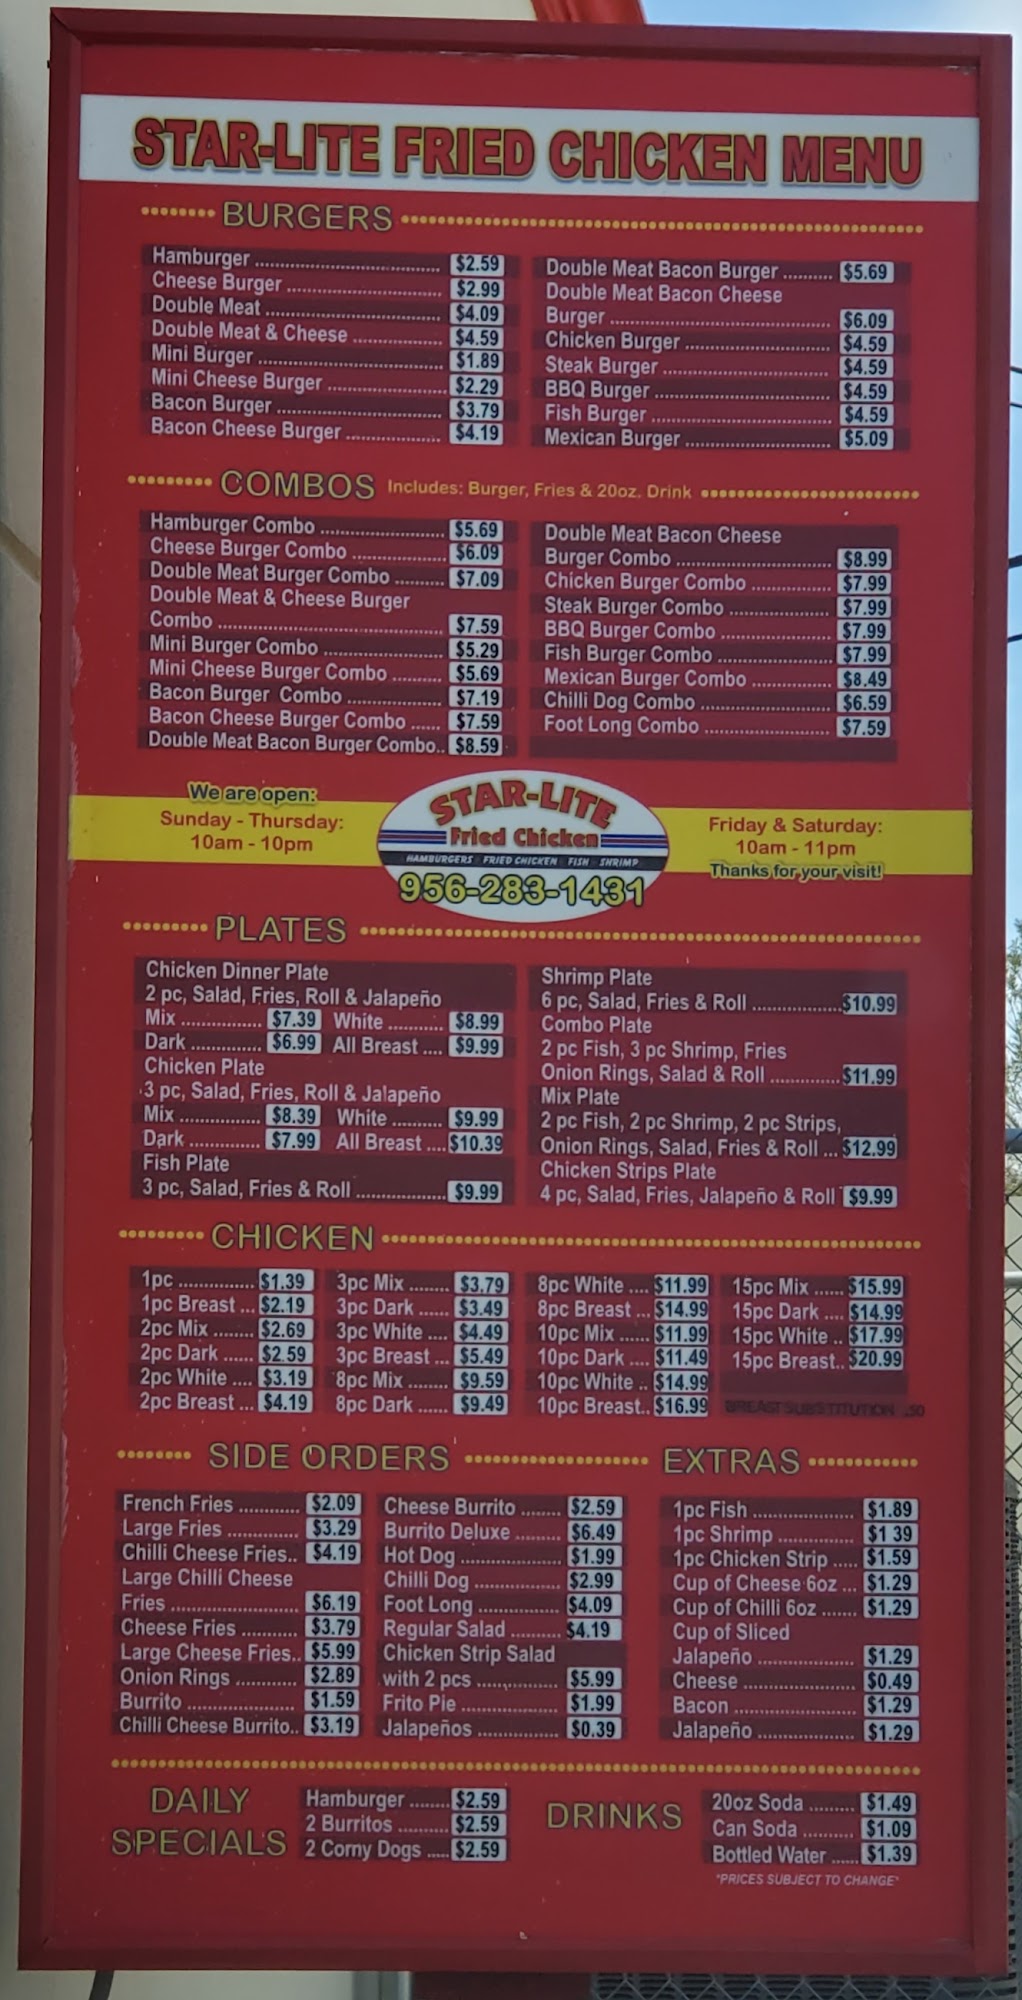 STAR-LITE FRIED CHICKEN MENU
BURGERS
Hamburger $2.59
Cheese Burger $2.99
Double Meat $4.09
Double Meat & Cheese $4.59
Mini Burger $1.89
Mini Cheese Burger $2.29
Bacon Burger $3.79
Bacon Cheese Burger $4.19
Double Meat Bacon Burger $5.69
Double Meat Bacon Cheese
Burger $6.09
Chicken Burger $4.59
Steak Burger $4.59
BBQ Burger $4.59
Fish Burger $4.59
Mexican Burger $5.09
COMBOS Includes: Burger, Fries & 20oz. Drink
Hamburger Combo $5.69
Cheese Burger Combo $6.09
Double Meat Burger Combo $7.09
Double Meat & Cheese Burger
Combo $7.59
Mini Burger Combo $5.29
Mini Cheese Burger Combo $5.69
Bacon Burger Combo $7.19
Bacon Cheese Burger Combo $7.59
Double Meat Bacon Burger Combo.. $8.59
Double Meat Bacon Cheese
Burger Combo $8.99
Chicken Burger Combo $7.99
Steak Burger Combo $7.99
BBQ Burger Combo $7.99
Fish Burger Combo $7.99
Mexican Burger Combo $8.49
Chilli Dog Combo $6.59
Foot Long Combo $7.59
We are open:
Sunday - Thursday:
10am - 10pm
STAR-LITE
Fried Chicken
HAMBURGERS FRIED CHICKEN FISH SHRIMP
956-283-1431
Friday & Saturday:
10am - 11pm
Thanks for your visit!
PLATES
Chicken Dinner Plate
2 pc, Salad, Fries, Roll & Jalapeño
Mix $7.39 White $8.99
Dark $6.99 All Breast $9.99
Chicken Plate
3 pc, Salad, Fries, Roll & Jalapeño
Mix $8.39 White $9.99
Dark $7.99 All Breast $10.39
Fish Plate
3 pc, Salad, Fries & Roll $9.99
Shrimp Plate
6 pc, Salad, Fries & Roll $10.99
Combo Plate
2 pc Fish, 3 pc Shrimp, Fries
Onion Rings, Salad & Roll $11.99
Mix Plate
2 pc Fish, 2 pc Shrimp, 2 pc Strips,
Onion Rings, Salad, Fries & Roll $12.99
Chicken Strips Plate
4 pc, Salad, Fries, Jalapeño & Roll $9.99
CHICKEN
1pc $1.39
1pc Breast $2.19
2pc Mix $2.69
2pc Dark $2.59
2pc White $3.19
2pc Breast $4.19
3pc Mix $3.79
3pc Dark $3.49
3pc White $4.49
3pc Breast $5.49
8pc Mix $9.59
8pc Dark $9.49
8pc White $11.99
8pc Breast $14.99
10pc Mix $11.99
10pc Dark $11.49
10pc White $14.99
10pc Breast $16.99
15pc Mix $15.99
15pc Dark $14.99
15pc White $17.99
15pc Breast $20.99
BREAST SUBSTITUTION .50
SIDE ORDERS
French Fries $2.09
Large Fries $3.29
Chilli Cheese Fries.. $4.19
Large Chilli Cheese
Fries $6.19
Cheese Fries $3.79
Large Cheese Fries.. $5.99
Onion Rings $2.89
Burrito $1.59
Chilli Cheese Burrito.. $3.19
Cheese Burrito $2.59
Burrito Deluxe $6.49
Hot Dog $1.99
Chilli Dog $2.99
Foot Long $4.09
Regular Salad $4.19
Chicken Strip Salad
with 2 pcs $5.99
Frito Pie $1.99
Jalapeños $0.39
EXTRAS
1pc Fish $1.89
1pc Shrimp $1 39
1pc Chicken Strip $1.59
Cup of Cheese 6oz $1.29
Cup of Chilli 6oz $1.29
Cup of Sliced
Jalapeño $1.29
Cheese $0.49
Bacon $1.29
Jalapeño $1.29
DAILY
SPECIALS
Hamburger $2.59
2 Burritos $2.59
2 Corny Dogs $2.59
DRINKS
20oz Soda $1.49
Can Soda $1.09
Bottled Water $1.39
*PRICES SUBJECT TO CHANGE*